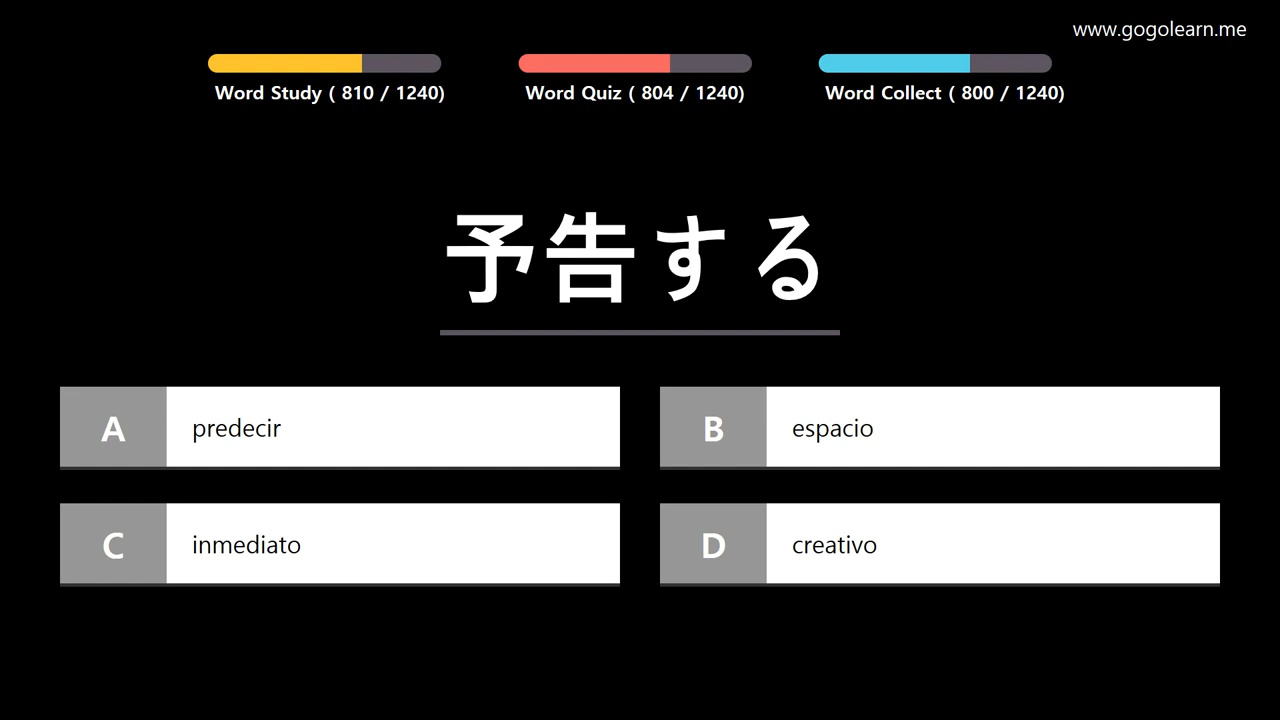 www.gogolearn.me
Word Study ( 810 / 1240)
Word Quiz ( 804 / 1240)
Word Collect ( 800 / 1240)
予告する
A predecir
B espacio
C inmediato
D creativo